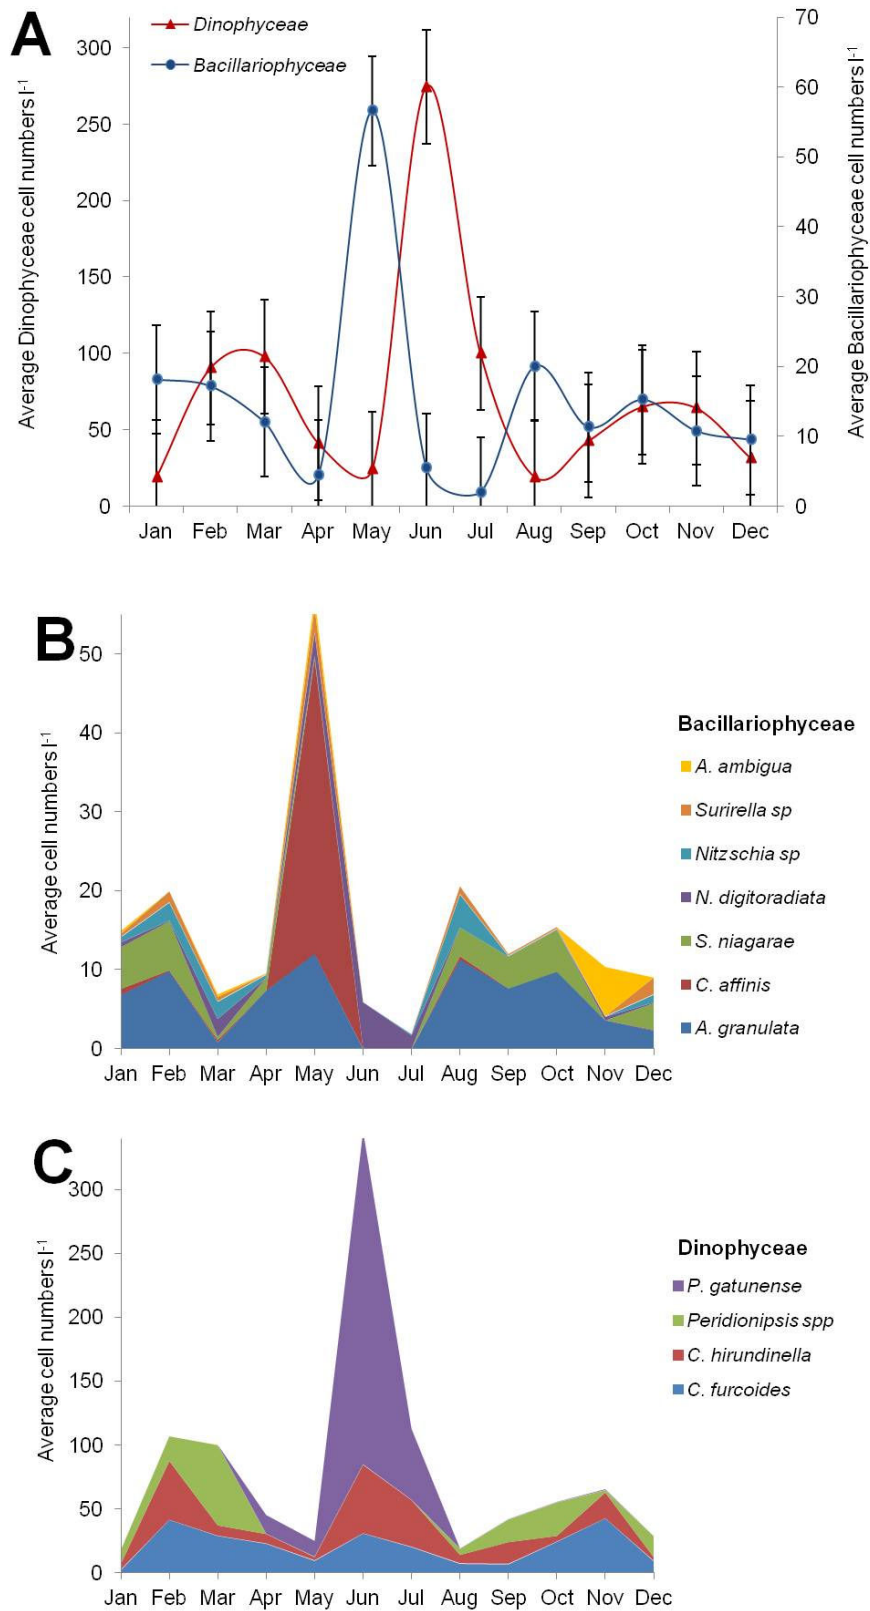 A
Dinophyceae
Bacillariophyceae
Average Dinophyceae cell numbers l-1
300
250
200
150
100
50
0
70
60
50
40
30
20
10
0
Average Bacillariophyceae cell numbers l-1
Jan Feb Mar Apr May Jun Jul Aug Sep Oct Nov Dec
B
Average cell numbers l-1
50
40
30
20
10
0
Jan Feb Mar Apr May Jun Jul Aug Sep Oct Nov Dec
Bacillariophyceae
A. ambigua
Surirella sp
Nitzschia sp
N. digitoradiata
S. niagarae
C. affinis
A. granulata
C
Average cell numbers l-1
300
250
200
150
100
50
0
Jan Feb Mar Apr May Jun Jul Aug Sep Oct Nov Dec
Dinophyceae
P. gatunense
Peridionipsis spp
C. hirundinella
C. furcoides